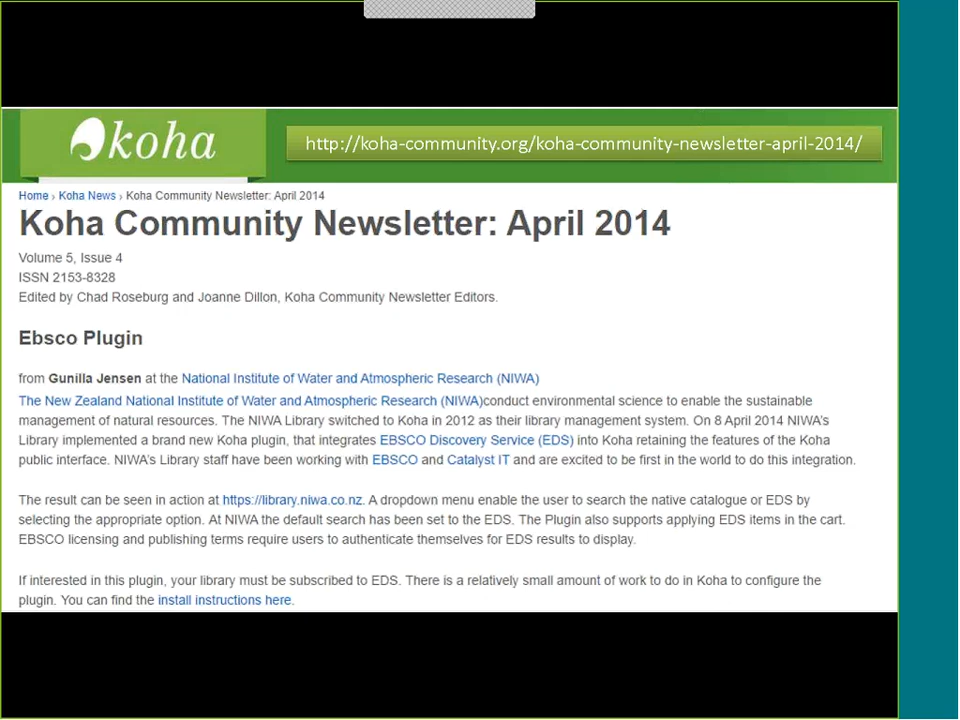 koha
http://koha-community.org/koha-community-newsletter-april-2014/
Home › Koha News › Koha Community Newsletter: April 2014
Koha Community Newsletter: April 2014
Volume 5, Issue 4
ISSN 2153-8328
Edited by Chad Roseburg and Joanne Dillon, Koha Community Newsletter Editors.
Ebsco Plugin
from Gunilla Jensen at the National Institute of Water and Atmospheric Research (NIWA)
The New Zealand National Institute of Water and Atmospheric Research (NIWA)conduct environmental science to enable the sustainable
management of natural resources. The NIWA Library switched to Koha in 2012 as their library management system. On 8 April 2014 NIWA's
Library implemented a brand new Koha plugin, that integrates EBSCO Discovery Service (EDS) into Koha retaining the features of the Koha
public interface. NIWA's Library staff have been working with EBSCO and Catalyst IT and are excited to be first in the world to do this integration.
The result can be seen in action at https://library.niwa.co.nz. A dropdown menu enable the user to search the native catalogue or EDS by
selecting the appropriate option. At NIWA the default search has been set to the EDS. The Plugin also supports applying EDS items in the cart.
EBSCO licensing and publishing terms require users to authenticate themselves for EDS results to display.
If interested in this plugin, your library must be subscribed to EDS. There is a relatively small amount of work to do in Koha to configure the
plugin. You can find the install instructions here.